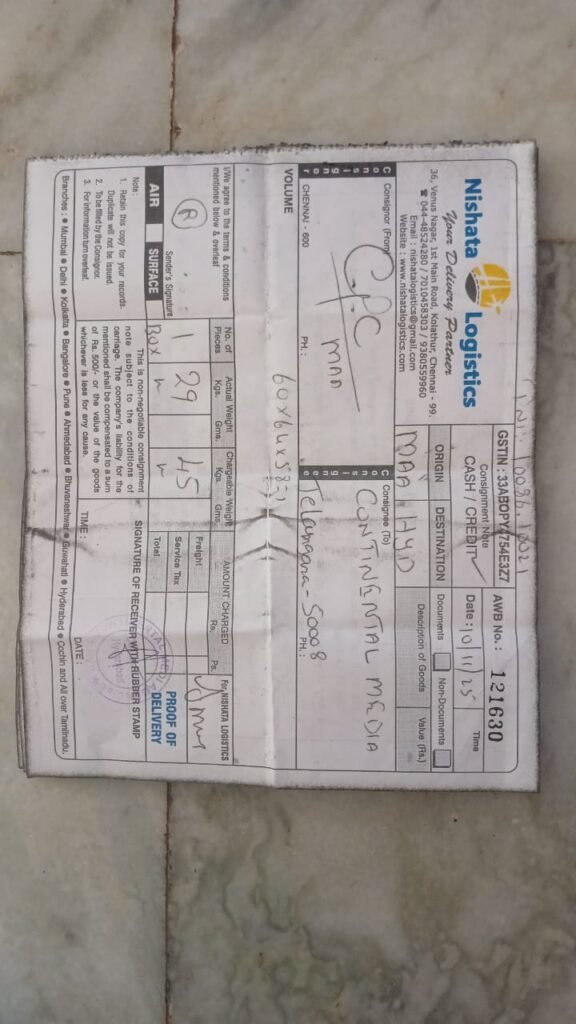 Nishata Logistics
Your Delivery Partner
36, Venus Nagar, 1st Main Road, Kolathur, Chennai - 99.
☎ 044-48524280 / 7010458303 / 9380559960
Email : nishatalogistics@gmail.com
Website : www.nishatalogistics.com
GSTIN : 33ABOPY4754E3Z7
AWB No. : 121630
Consignment Note
CASH / CREDIT
Date : 10/11/25
Time
ORIGIN
DESTINATION
MAA
HYD
Documents
Non-Documents
Description of Goods
Value (Rs.)
Consignor (From)
Consignor
CPC
MAA
CHENNAI - 600
PH. :
Consignee (To)
Consignee
CONTINENTAL MEDIA
Telangana - 50008
PH. :
VOLUME
60x64x58-1
I/We agree to the terms & conditions
mentioned below & overleaf
R
Sender's Signature
No. of Pieces
Actual Weight
Kgs. Gms.
Chargeable Weight
Kgs. Gms.
AMOUNT CHARGED
Rs. Ps.
For NISHATA LOGISTICS
1
Box
29
45
Freight
Service Tax
Total
AIR
SURFACE
PROOF OF
DELIVERY
Note :
1. Retain this copy for your records.
Duplicate will not be issued.
2. To be filled by the Consignor.
3. For information turn overleaf.
This is non-negotiable consignment
note subject to the conditions of
carriage. The company's liability for the
mentioned shall be compensated to a sum
of Rs. 500/- or the value of the goods
whichever is less for any cause.
SIGNATURE OF RECEIVER WITH RUBBER STAMP
TIME :
DATE :
Branches : ● Mumbai ● Delhi ● Kolkatta ● Bangalore ● Pune ● Ahmedabad ● Bhuvaneshwar ● Guwahati ● Hyderabad ● Cochin and All over Tamilnadu.